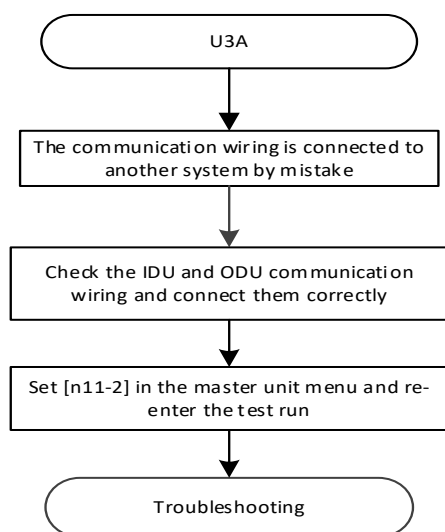 U3A
The communication wiring is connected to
another system by mistake
Check the IDU and ODU communication
wiring and connect them correctly
Set [n11-2] in the master unit menu and re-
enter the test run
Troubleshooting